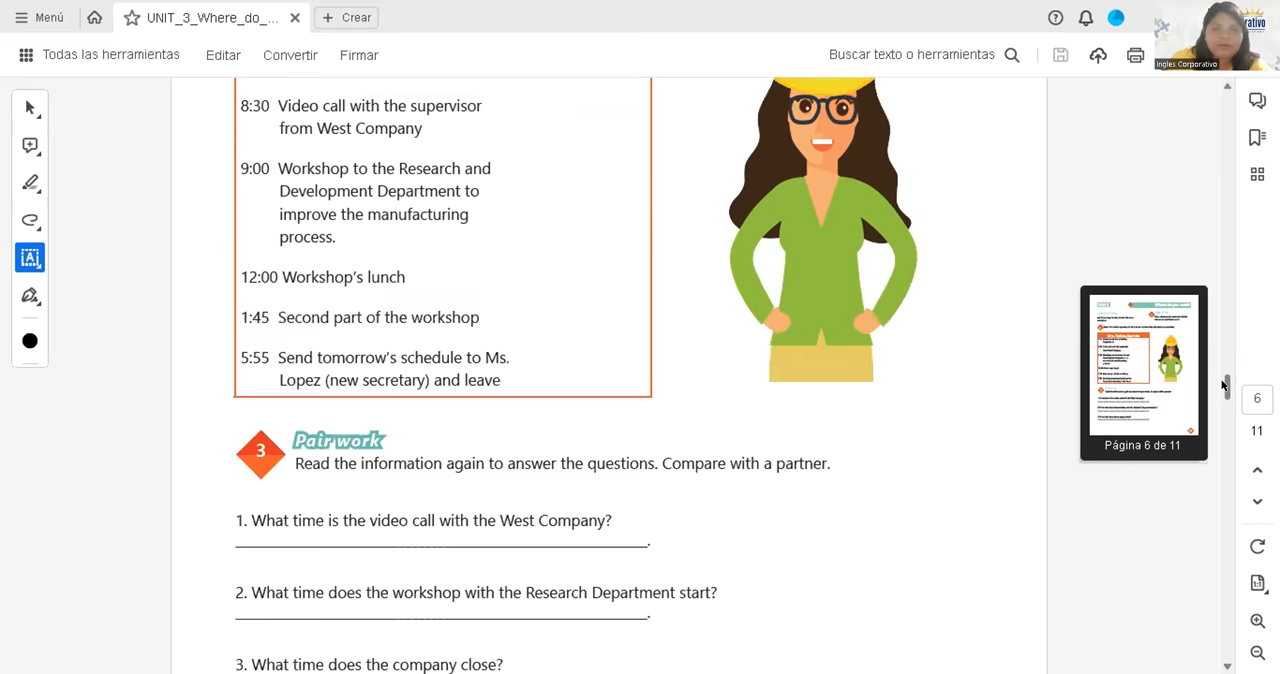 Menú
UNIT_3_Where_do_...
Crear
Todas las herramientas
Editar
Convertir
Firmar
Buscar texto o herramientas
Ingles Corporativo
8:30 Video call with the supervisor
from West Company
9:00 Workshop to the Research and
Development Department to
improve the manufacturing
process.
12:00 Workshop's lunch
1:45 Second part of the workshop
5:55 Send tomorrow's schedule to Ms.
Lopez (new secretary) and leave
3 Pair work
Read the information again to answer the questions. Compare with a partner.
1. What time is the video call with the West Company?
2. What time does the workshop with the Research Department start?
3. What time does the company close?
Página 6 de 11
6
11
1:1